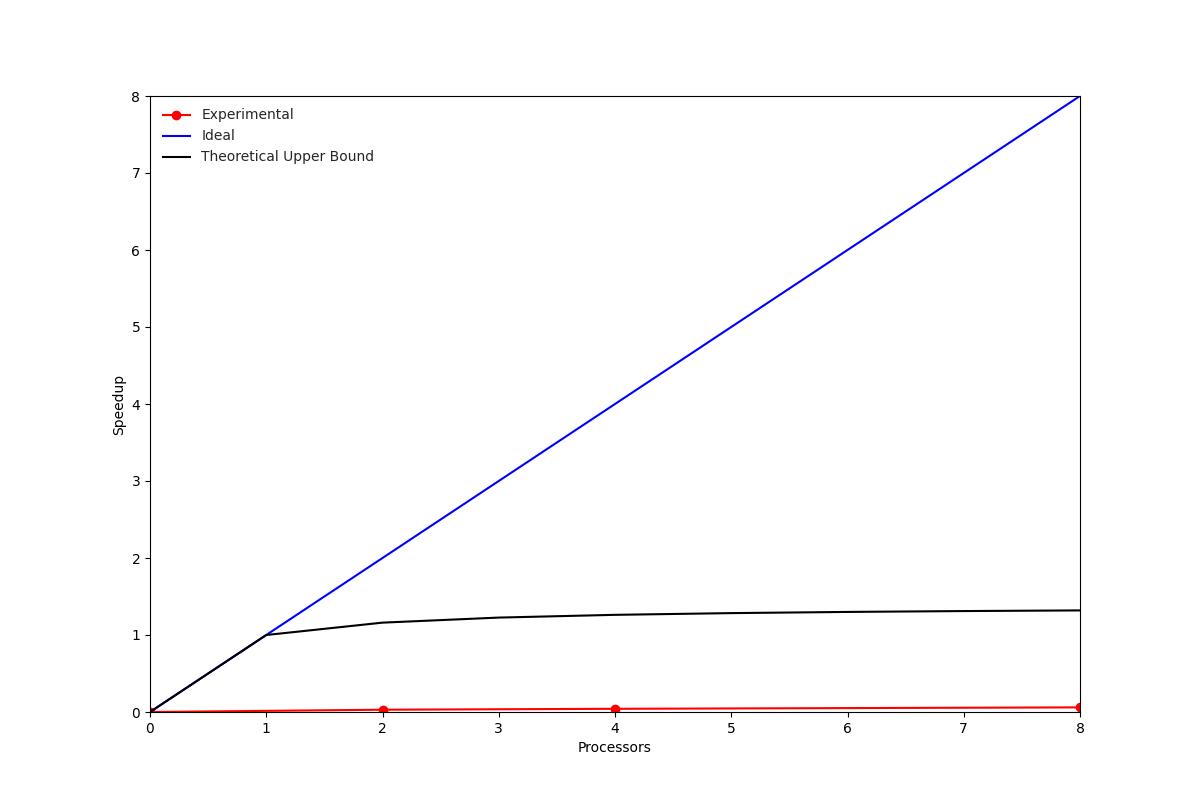 8
Experimental
Ideal
Theoretical Upper Bound
7
6
5
4
Speedup
3
2
1
0
0 1 2 3 4 5 6 7 8
Processors